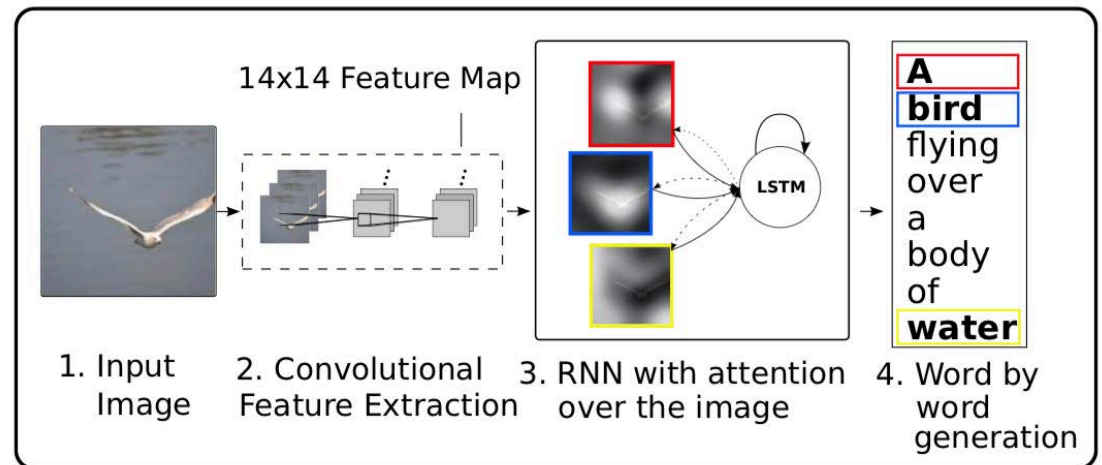 14x14 Feature Map
LSTM
A
bird
flying
over
a
body
of
water
1. Input
Image
2. Convolutional
Feature Extraction
3. RNN with attention
over the image
4. Word by
word
generation